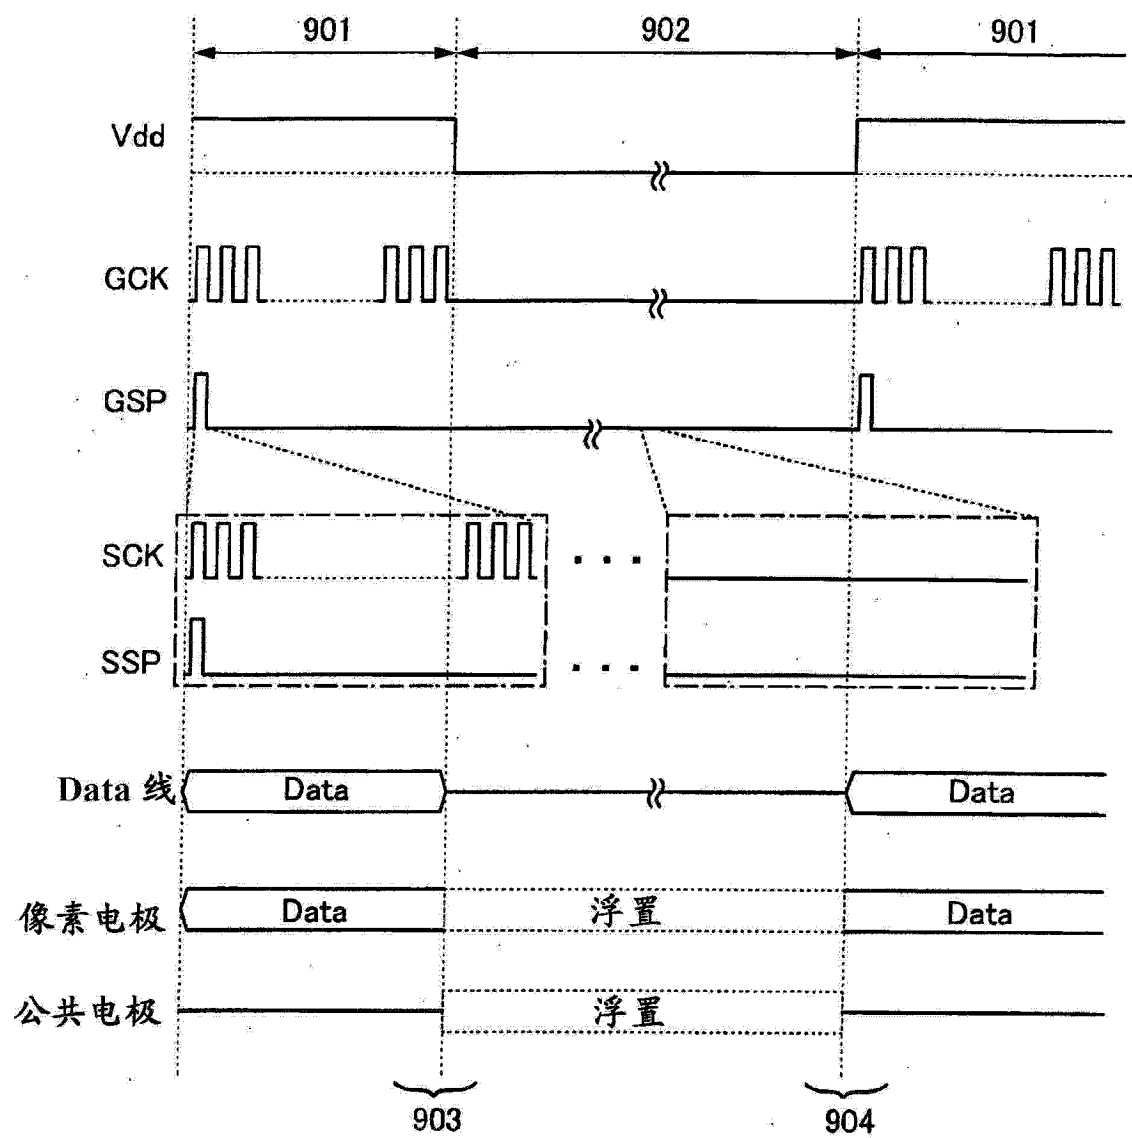 901 902 901
Vdd
GCK
GSP
SCK
SSP
Data 线 Data Data
像素电极 Data 浮置 Data
公共电极 浮置
903 904